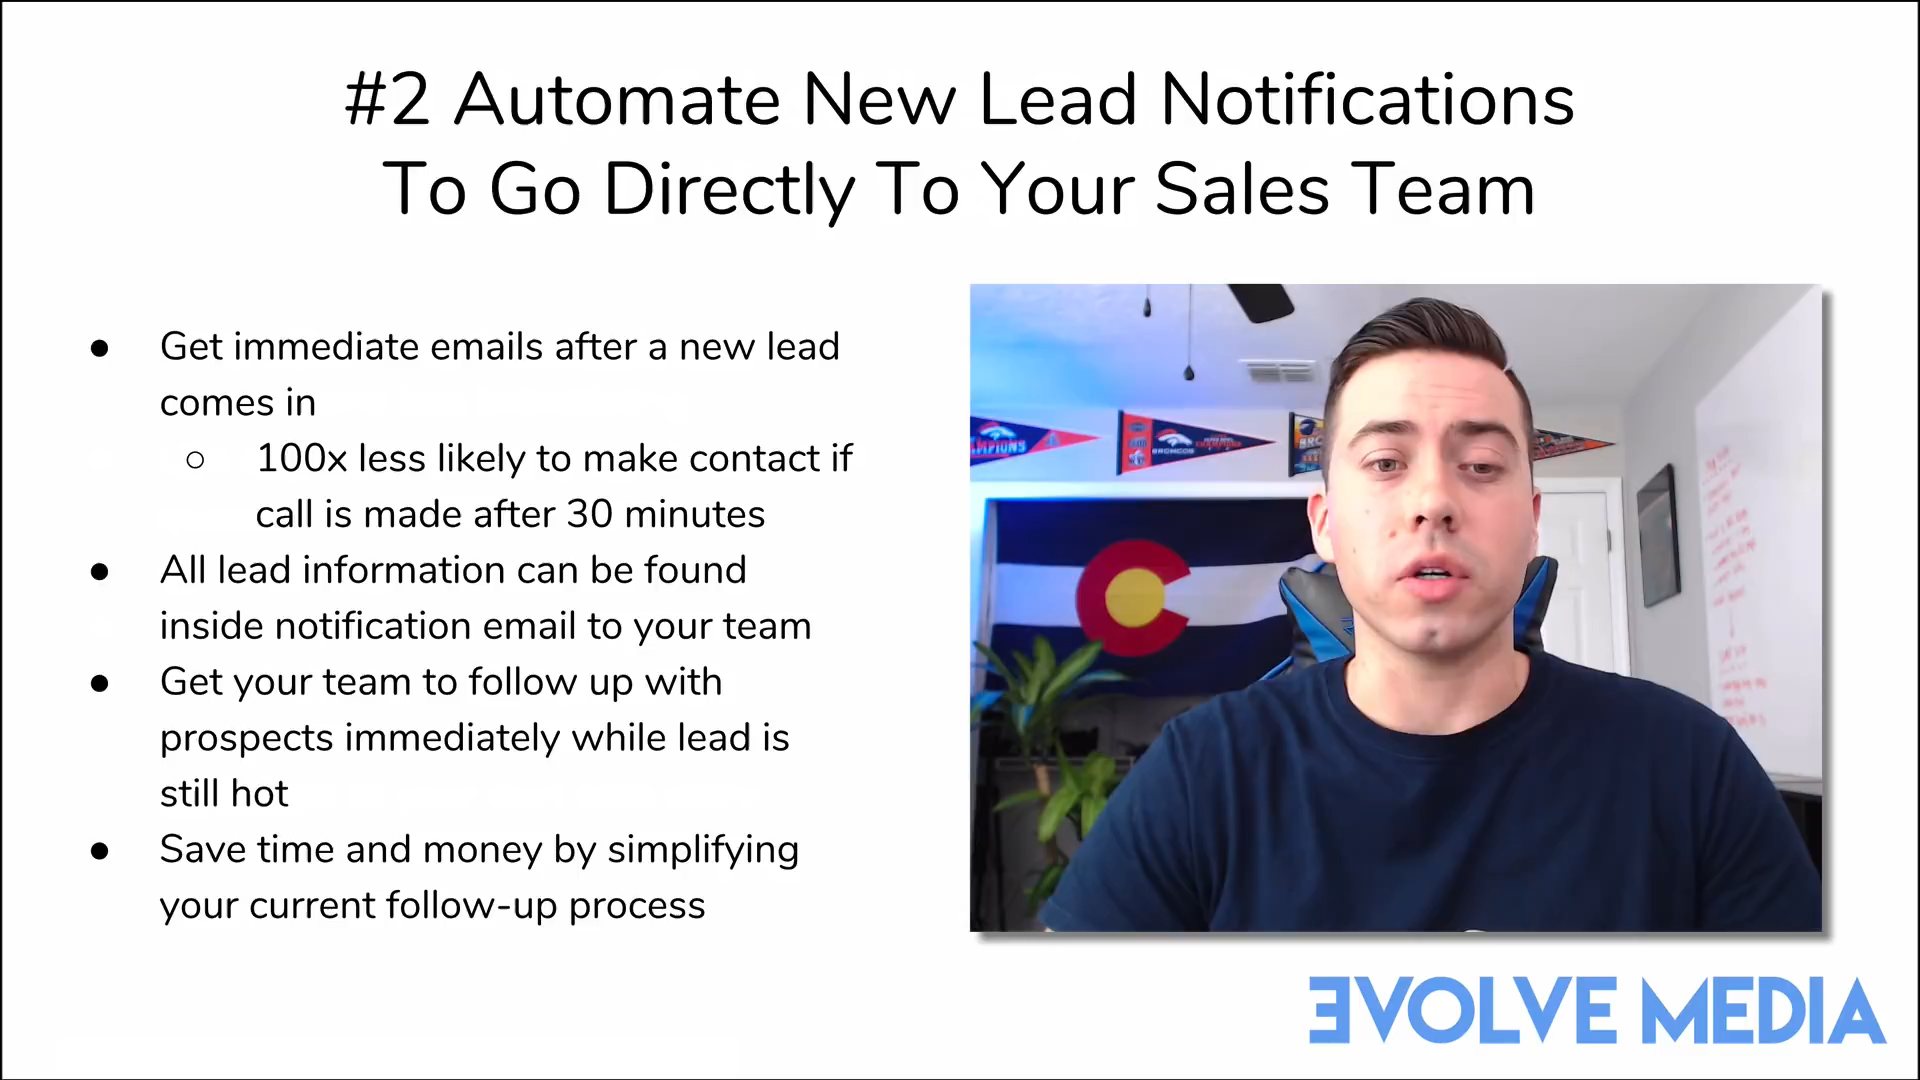 #2 Automate New Lead Notifications
To Go Directly To Your Sales Team
● Get immediate emails after a new lead
comes in
○ 100x less likely to make contact if
call is made after 30 minutes
● All lead information can be found
inside notification email to your team
● Get your team to follow up with
prospects immediately while lead is
still hot
● Save time and money by simplifying
your current follow-up process
BRONCOS
EVOLVE MEDIA